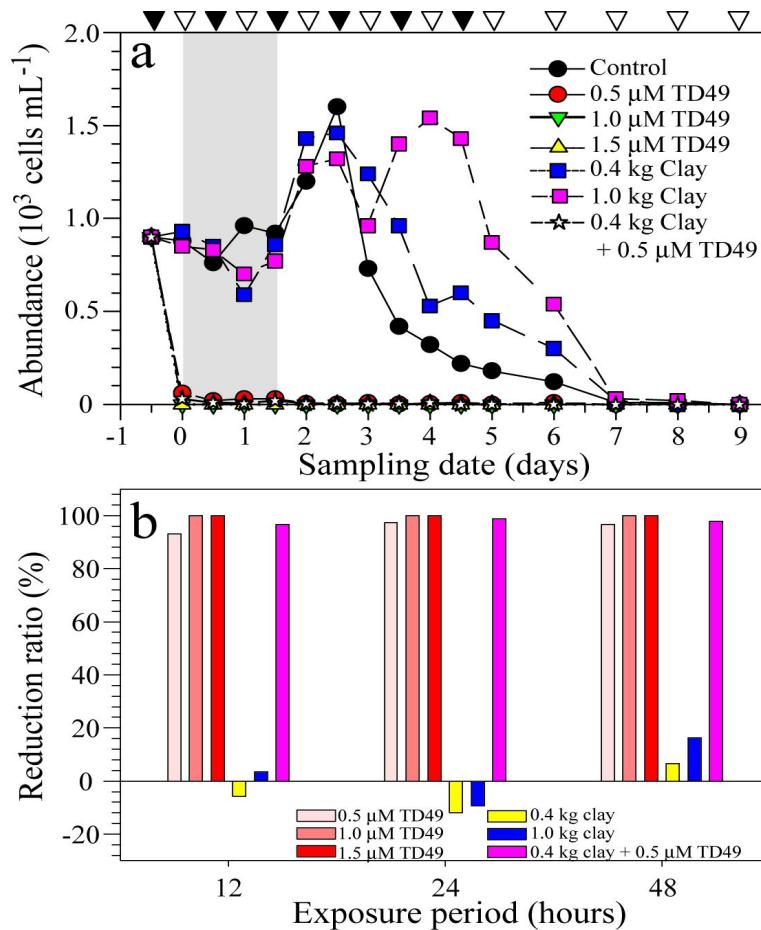 a
2.0
1.5
1.0
0.5
0
Abundance (10³ cells mL⁻¹)
Control
0.5 µM TD49
1.0 µM TD49
1.5 µM TD49
0.4 kg Clay
1.0 kg Clay
0.4 kg Clay
+ 0.5 µM TD49
-1 0 1 2 3 4 5 6 7 8 9
Sampling date (days)
b
100
80
60
40
20
0
-20
Reduction ratio (%)
0.5 µM TD49
1.0 µM TD49
1.5 µM TD49
0.4 kg clay
1.0 kg clay
0.4 kg clay + 0.5 µM TD49
12 24 48
Exposure period (hours)